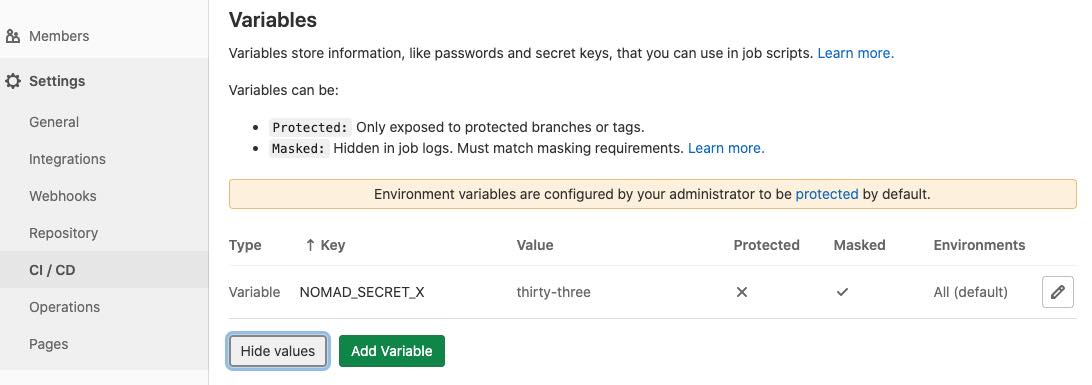 Variables
Members
Variables store information, like passwords and secret keys, that you can use in job scripts. Learn more.
Settings
Variables can be:
General
Protected: Only exposed to protected branches or tags.
Masked: Hidden in job logs. Must match masking requirements. Learn more.
Integrations
Webhooks
Environment variables are configured by your administrator to be protected by default.
Repository
Type ↑ Key Value Protected Masked Environments
CI / CD
Variable NOMAD_SECRET_X thirty-three All (default)
Operations
Pages
Hide values Add Variable